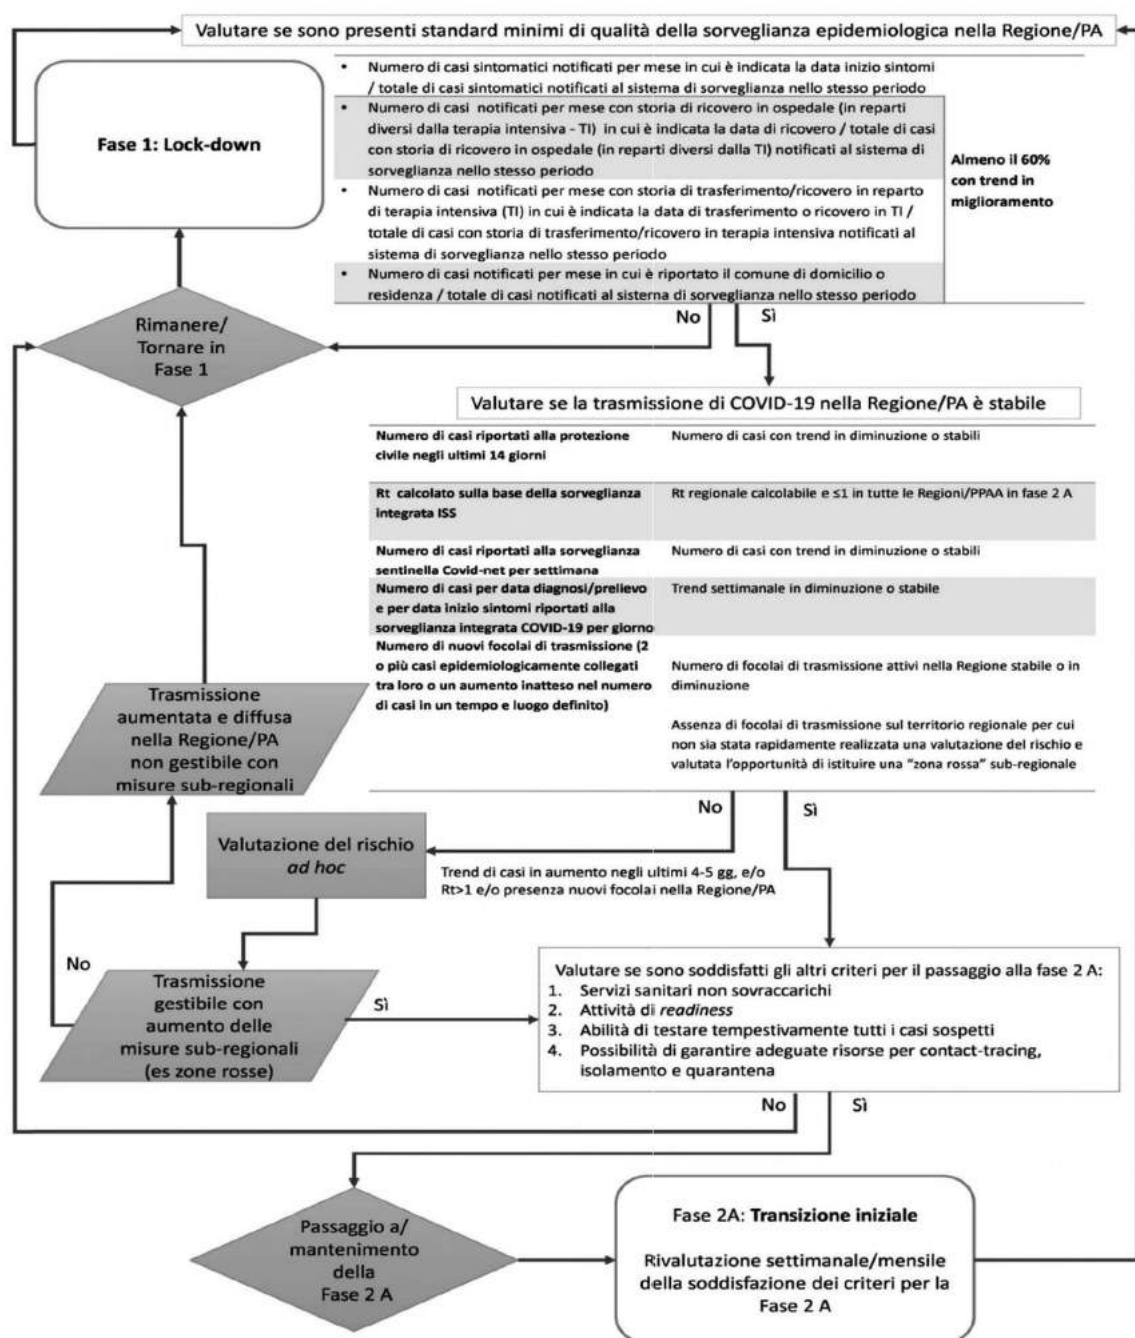 Valutare se sono presenti standard minimi di qualità della sorveglianza epidemiologica nella Regione/PA
Fase 1: Lock-down
• Numero di casi sintomatici notificati per mese in cui è indicata la data inizio sintomi
/ totale di casi sintomatici notificati al sistema di sorveglianza nello stesso periodo
• Numero di casi notificati per mese con storia di ricovero in ospedale (in reparti
diversi dalla terapia intensiva - TI) in cui è indicata la data di ricovero / totale di casi
con storia di ricovero in ospedale (in reparti diversi dalla TI) notificati al sistema di
sorveglianza nello stesso periodo
• Numero di casi notificati per mese con storia di trasferimento/ricovero in reparto
di terapia intensiva (TI) in cui è indicata la data di trasferimento o ricovero in TI /
totale di casi con storia di trasferimento/ricovero in terapia intensiva notificati al
sistema di sorveglianza nello stesso periodo
• Numero di casi notificati per mese in cui è riportato il comune di domicilio o
residenza / totale di casi notificati al sistema di sorveglianza nello stesso periodo
Almeno il 60%
con trend in
miglioramento
No
Sì
Rimanere/
Tornare in
Fase 1
Valutare se la trasmissione di COVID-19 nella Regione/PA è stabile
Numero di casi riportati alla protezione
civile negli ultimi 14 giorni
Numero di casi con trend in diminuzione o stabili
Rt calcolato sulla base della sorveglianza
integrata ISS
Rt regionale calcolabile e ≤1 in tutte le Regioni/PPAA in fase 2 A
Numero di casi riportati alla sorveglianza
sentinella Covid-net per settimana
Numero di casi con trend in diminuzione o stabili
Numero di casi per data diagnosi/prelievo
e per data inizio sintomi riportati alla
sorveglianza integrata COVID-19 per giorno
Trend settimanale in diminuzione o stabile
Numero di nuovi focolai di trasmissione (2
o più casi epidemiologicamente collegati
tra loro o un aumento inatteso nel numero
di casi in un tempo e luogo definito)
Numero di focolai di trasmissione attivi nella Regione stabile o in
diminuzione
Assenza di focolai di trasmissione sul territorio regionale per cui
non sia stata rapidamente realizzata una valutazione del rischio e
valutata l'opportunità di istituire una "zona rossa" sub-regionale
No
Sì
Trasmissione
aumentata e diffusa
nella Regione/PA
non gestibile con
misure sub-regionali
Valutazione del rischio
ad hoc
Trend di casi in aumento negli ultimi 4-5 gg, e/o
Rt>1 e/o presenza nuovi focolai nella Regione/PA
No
Trasmissione
gestibile con
aumento delle
misure sub-regionali
(es zone rosse)
Sì
Valutare se sono soddisfatti gli altri criteri per il passaggio alla fase 2 A:
1. Servizi sanitari non sovraccarichi
2. Attività di readiness
3. Abilità di testare tempestivamente tutti i casi sospetti
4. Possibilità di garantire adeguate risorse per contact-tracing,
isolamento e quarantena
No
Sì
Passaggio a/
mantenimento
della
Fase 2 A
Fase 2A: Transizione iniziale
Rivalutazione settimanale/mensile
della soddisfazione dei criteri per la
Fase 2 A